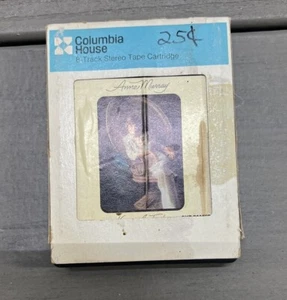 Columbia
House
8-Track Stereo Tape Cartridge
25¢
Anne Murray